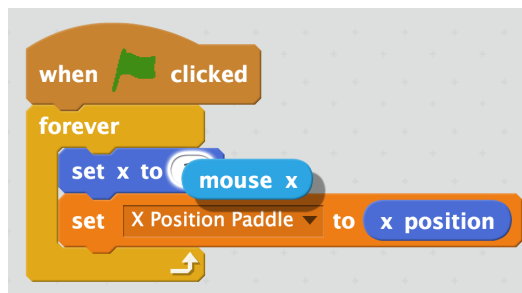 when clicked
forever
set x to mouse x
set X Position Paddle to x position